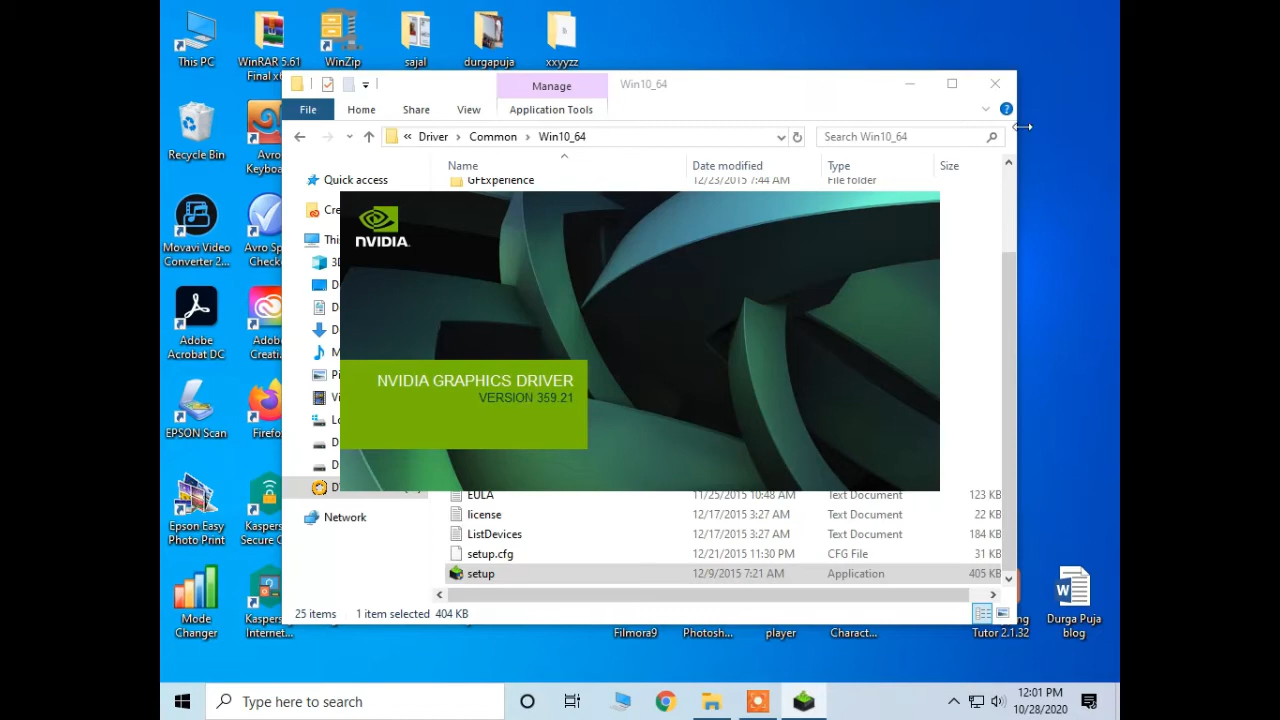 This PC
WinRAR 5.61
Final x6
WinZip
sajal
durgapuja
xxyyzz
Manage
Win10_64
File
Home
Share
View
Application Tools
Driver
Common
Win10_64
Search Win10_64
Recycle Bin
Avro
Keyboa
Name
Date modified
Type
Size
Quick access
GFExperience
12/23/2015 7:44 AM
File folder
Cre
Thi
3D
D
D
D
M
Pi
Vi
Lo
D
D
D
Network
Movavi Video
Converter 2...
Avro Sp
Check
NVIDIA
NVIDIA GRAPHICS DRIVER
VERSION 359.21
Adobe
Acrobat DC
Adob
Creati.
EPSON Scan
Firefo
EULA
11/25/2015 10:48 AM
Text Document
123 KB
license
12/17/2015 3:27 AM
Text Document
22 KB
ListDevices
12/17/2015 3:27 AM
Text Document
184 KB
setup.cfg
12/21/2015 11:30 PM
CFG File
31 KB
setup
12/9/2015 7:21 AM
Application
405 KB
Epson Easy
Photo Print
Kaspers
Secure C
25 items
1 item selected
404 KB
Mode
Changer
Kaspers
Internet...
Filmora9
Photosh...
player
Charact...
ng
Tutor 2.1.32
Durga Puja
blog
Type here to search
12:01 PM
10/28/2020